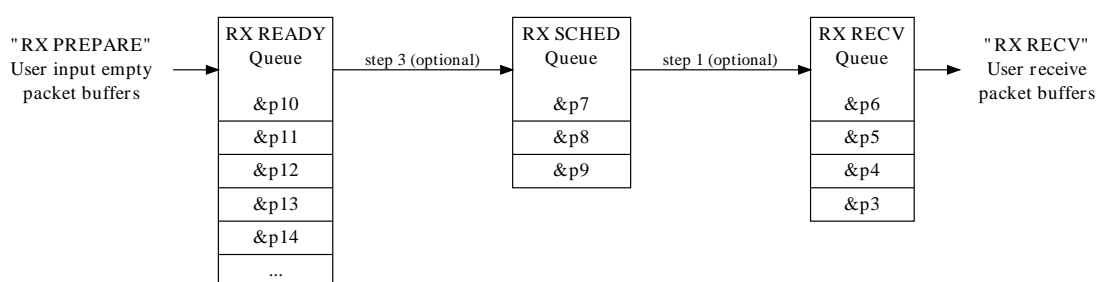 "RX PREPARE"
User input empty
packet buffers
RX READY
Queue
&p10
&p11
&p12
&p13
&p14
...
step 3 (optional)
RX SCHED
Queue
&p7
&p8
&p9
step 1 (optional)
RX RECV
Queue
&p6
&p5
&p4
&p3
"RX RECV"
User receive
packet buffers